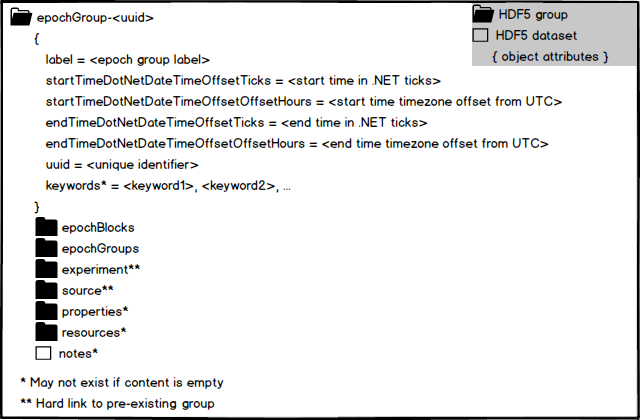 epochGroup-<uuid>
{
label = <epoch group label>
startTimeDotNetDateTimeOffsetTicks = <start time in .NET ticks>
startTimeDotNetDateTimeOffsetOffsetHours = <start time timezone offset from UTC>
endTimeDotNetDateTimeOffsetTicks = <end time in .NET ticks>
endTimeDotNetDateTimeOffsetOffsetHours = <end time timezone offset from UTC>
uuid = <unique identifier>
keywords* = <keyword1>, <keyword2>, ...
}
epochBlocks
epochGroups
experiment**
source**
properties*
resources*
notes*
* May not exist if content is empty
** Hard link to pre-existing group
HDF5 group
HDF5 dataset
{ object attributes }